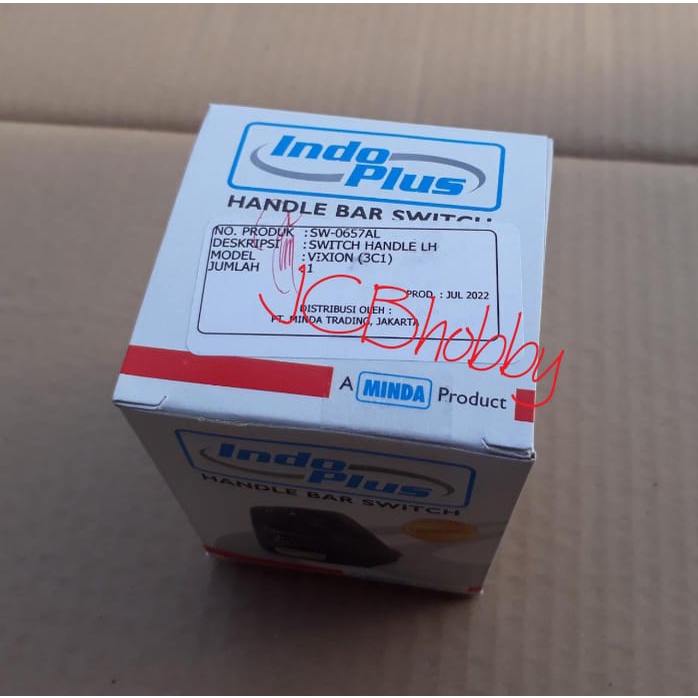 Indo
Plus
HANDLE BAR SWITCH
NO. PRODUK : SW-0657AL
DESKRIPSI : SWITCH HANDLE LH
MODEL : VIXION (3C1)
JUMLAH : 1
PROD. : JUL 2022
DISTRIBUSI OLEH :
PT. MINDA TRADING, JAKARTA
JCBhobby
A MINDA Product
Indo
Plus
HANDLE BAR SWITCH